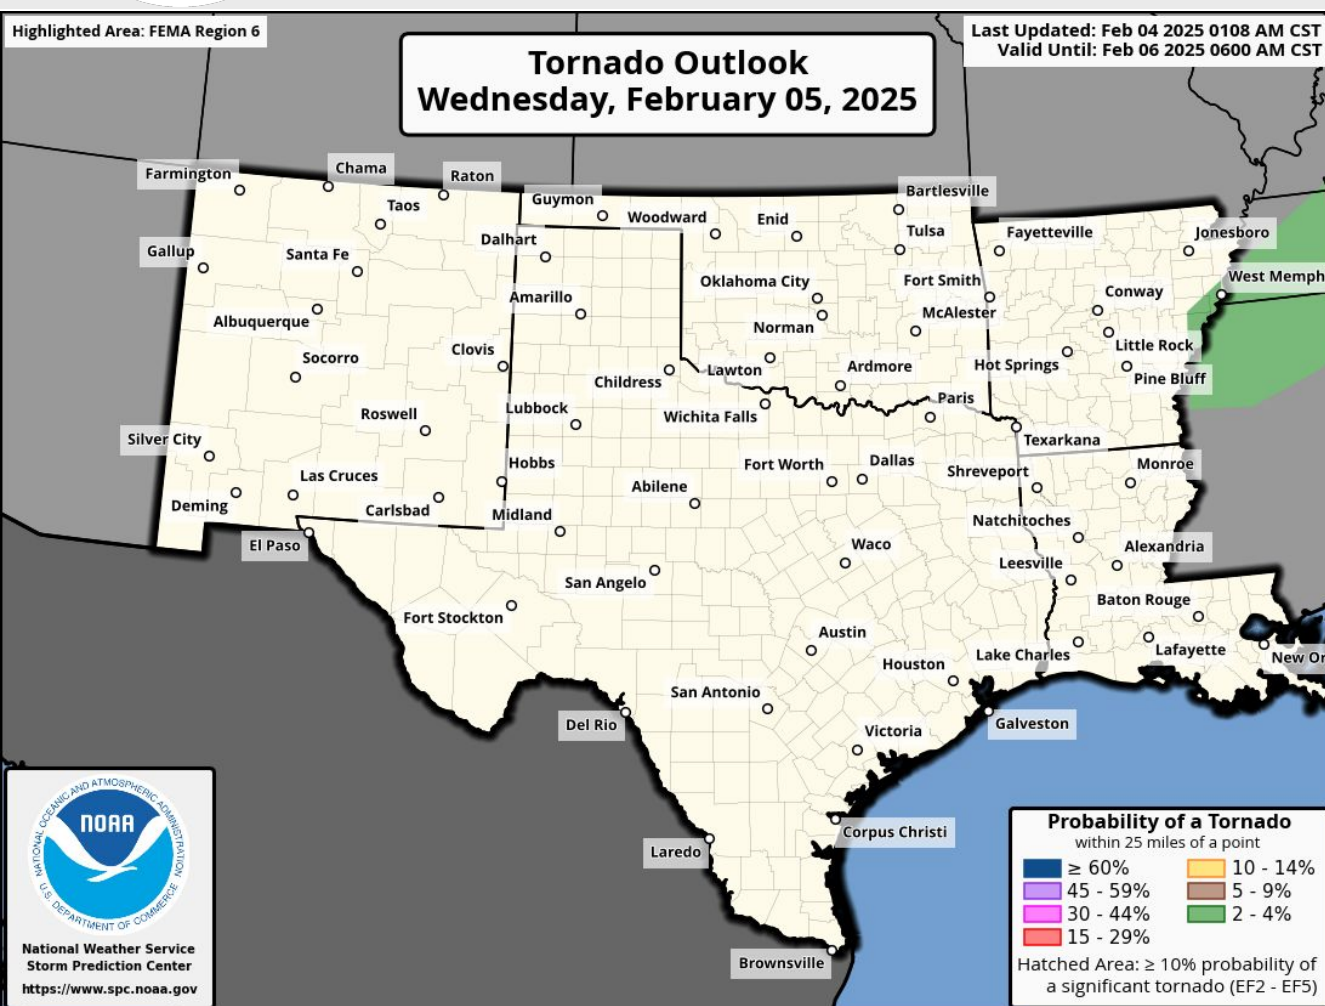 Highlighted Area: FEMA Region 6
Last Updated: Feb 04 2025 0108 AM CST
Valid Until: Feb 06 2025 0600 AM CST
Tornado Outlook
Wednesday, February 05, 2025
Farmington
Chama
Raton
Taos
Guymon
Woodward
Enid
Bartlesville
Tulsa
Fayetteville
Jonesboro
Gallup
Santa Fe
Dalhart
Oklahoma City
Fort Smith
Conway
West Memph
Albuquerque
Amarillo
Norman
McAlester
Little Rock
Socorro
Clovis
Childress
Lawton
Ardmore
Hot Springs
Pine Bluff
Roswell
Lubbock
Wichita Falls
Paris
Texarkana
Silver City
Las Cruces
Hobbs
Abilene
Fort Worth
Dallas
Shreveport
Monroe
Deming
Carlsbad
Midland
Natchitoches
El Paso
San Angelo
Waco
Leesville
Alexandria
Fort Stockton
Austin
Baton Rouge
Houston
Lake Charles
Lafayette
New Or
San Antonio
Del Rio
Victoria
Galveston
Corpus Christi
Laredo
Brownsville
NATIONAL OCEANIC AND ATMOSPHERIC ADMINISTRATION
NOAA
U.S. DEPARTMENT OF COMMERCE
National Weather Service
Storm Prediction Center
https://www.spc.noaa.gov
Probability of a Tornado
within 25 miles of a point
≥ 60%
45 - 59%
30 - 44%
15 - 29%
10 - 14%
5 - 9%
2 - 4%
Hatched Area: ≥ 10% probability of
a significant tornado (EF2 - EF5)